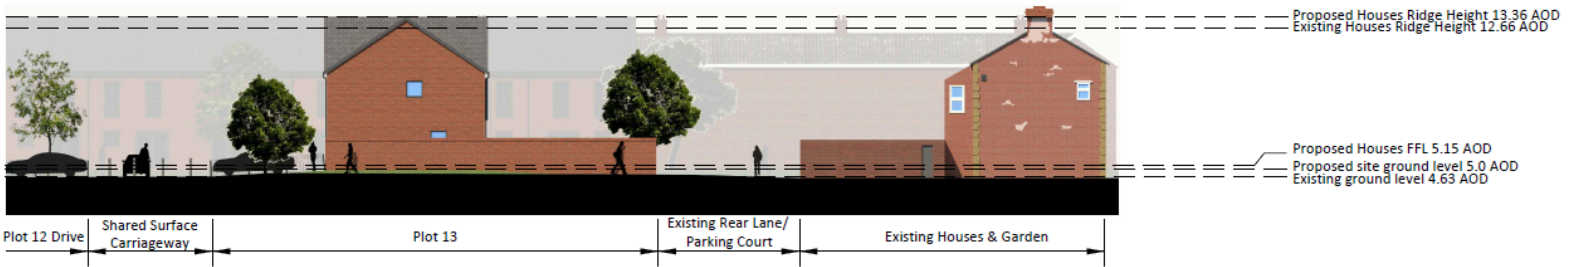 Proposed Houses Ridge Height 13.36 AOD
Existing Houses Ridge Height 12.66 AOD
Proposed Houses FFL 5.15 AOD
Proposed site ground level 5.0 AOD
Existing ground level 4.63 AOD
Plot 12 Drive
Shared Surface
Carriageway
Plot 13
Existing Rear Lane/
Parking Court
Existing Houses & Garden